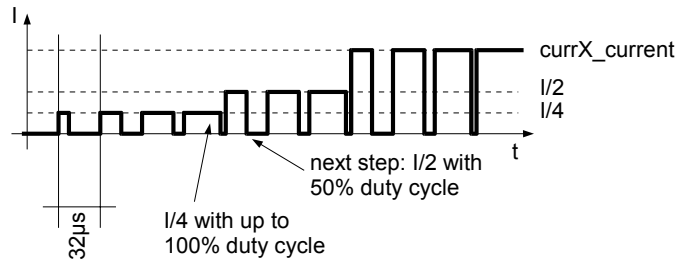 I
currX_current
I/2
I/4
t
next step: I/2 with
50% duty cycle
I/4 with up to
100% duty cycle
32µs